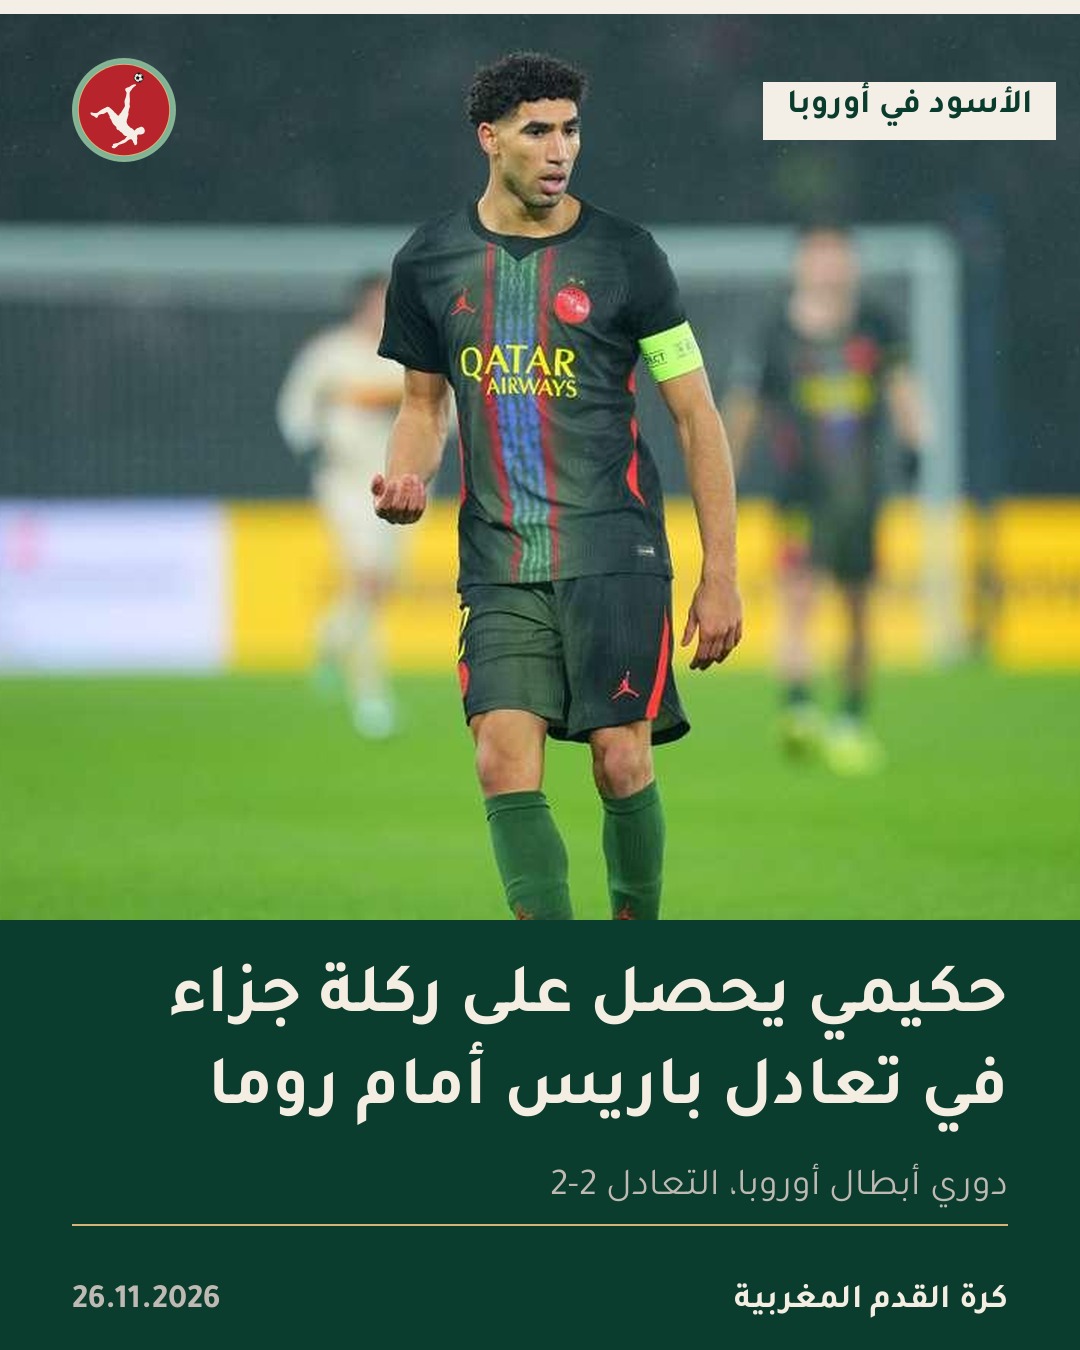 الأسود في أوروبا
QATAR
AIRWAYS
حكيمي يحصل على ركلة جزاء
في تعادل باريس أمام روما
دوري أبطال أوروبا، التعادل 2-2
كرة القدم المغربية
26.11.2026